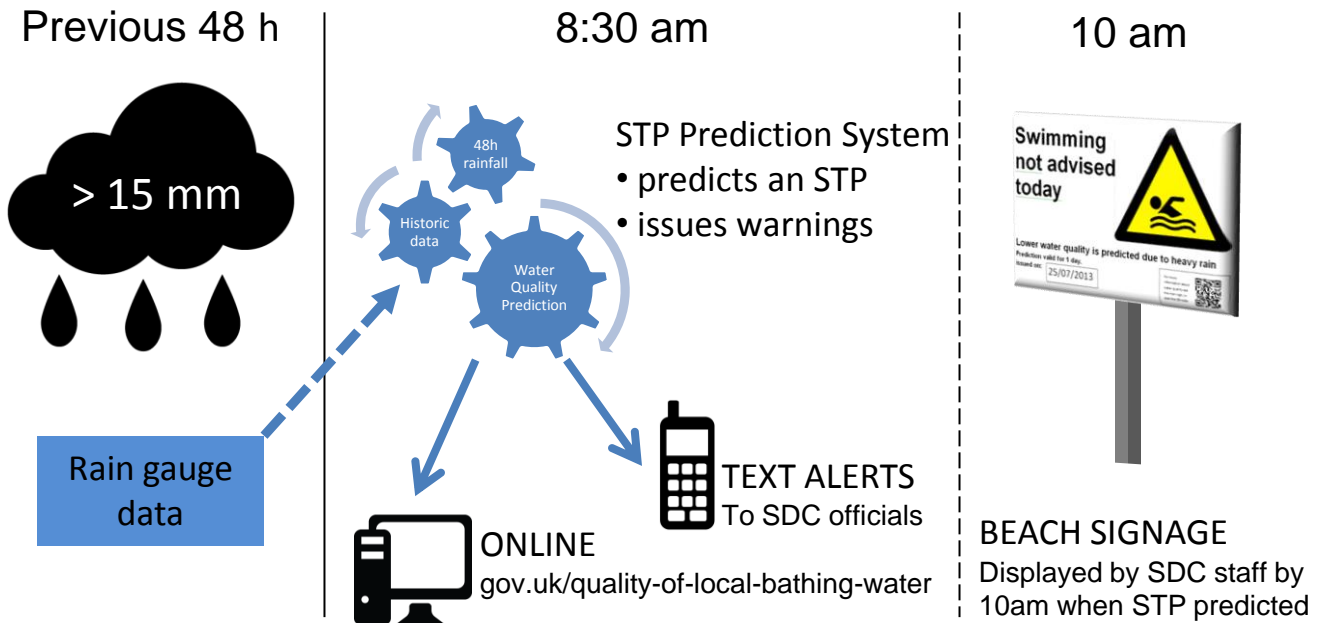 Previous 48 h
> 15 mm
Rain gauge
data
8:30 am
48h
rainfall
Historic
data
Water
Quality
Prediction
STP Prediction System
• predicts an STP
• issues warnings
TEXT ALERTS
To SDC officials
ONLINE
gov.uk/quality-of-local-bathing-water
10 am
Swimming
not advised
today
Lower water quality is predicted due to heavy rain
Prediction valid for 1 day.
Issued on:
25/07/2013
BEACH SIGNAGE
Displayed by SDC staff by
10am when STP predicted